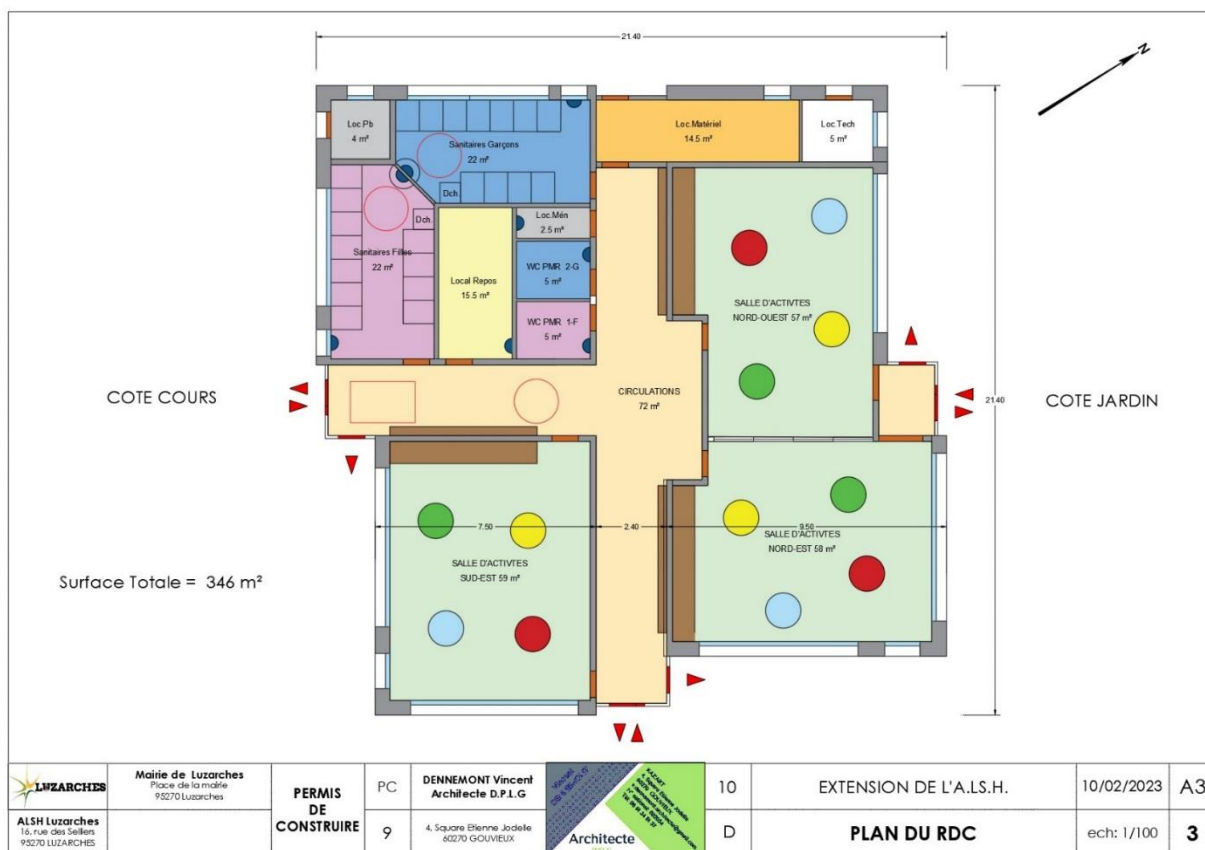 21.40
N
Loc.Pb
4 m²
Sanitaires Garçons
22 m²
Dch.
Loc.Matériel
14.5 m²
Loc.Tech
5 m²
Dch.
Sanitaires Filles
22 m²
Local Repos
15.5 m²
Loc.Mén
2.5 m²
WC PMR 2-G
5 m²
WC PMR 1-F
5 m²
SALLE D'ACTIVTES
NORD-OUEST 57 m²
COTE COURS
CIRCULATIONS
72 m²
21.40
COTE JARDIN
7.50
2.40
9.50
SALLE D'ACTIVTES
SUD-EST 59 m²
SALLE D'ACTIVTES
NORD-EST 58 m²
Surface Totale = 346 m²
LUZARCHES
Mairie de Luzarches
Place de la mairie
95270 Luzarches
ALSH Luzarches
16, rue des Selliers
95270 LUZARCHES
PERMIS
DE
CONSTRUIRE
PC
9
DENNEMONT Vincent
Architecte D.P.L.G
4, Square Etienne Jodelle
60270 GOUVIEUX
Architecte
10
D
EXTENSION DE L'A.L.S.H.
PLAN DU RDC
10/02/2023
A3
ech: 1/100
3